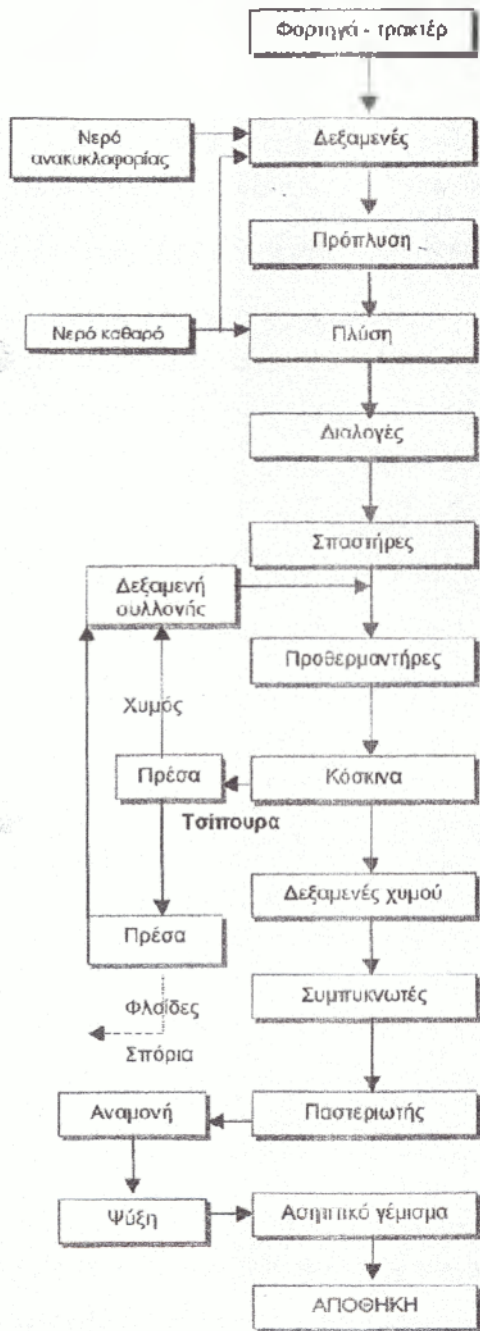 Φορτηγά - τρακτέρ
Νερό
ανακυκλοφορίας
Δεξαμενές
Πρόπλυση
Νερό καθαρό
Πλύση
Διαλογές
Σπαστήρες
Δεξαμενή
συλλογής
Προθερμαντήρες
Χυμός
Πρέσα
Κόσκινα
Τσίπουρα
Δεξαμενές χυμού
Πρέσα
Συμπυκνωτές
Φλοίδες
Σπόρια
Αναμονή
Παστεριωτής
Ψύξη
Ασηπτικό γέμισμα
ΑΠΟΘΗΚΗ